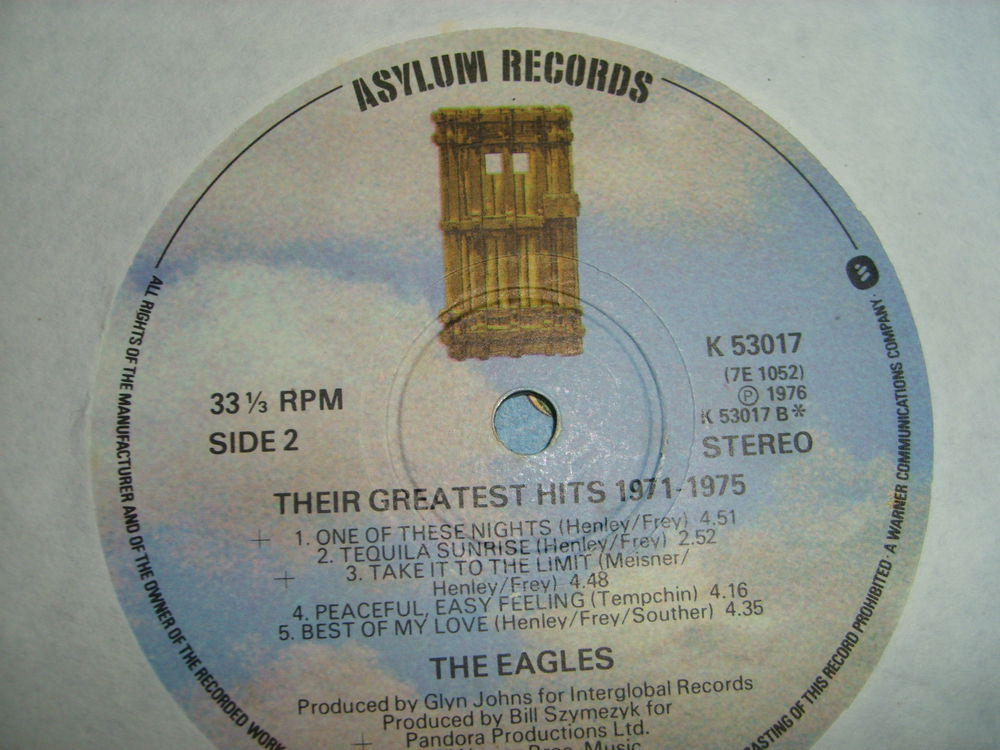 ASYLUM RECORDS
33 ⅓ RPM
SIDE 2
K 53017
(7E 1052)
Ⓟ 1976
K 53017 B*
STEREO
THEIR GREATEST HITS 1971-1975
+ 1. ONE OF THESE NIGHTS (Henley/Frey) 4.51
2. TEQUILA SUNRISE (Henley/Frey) 2.52
+ 3. TAKE IT TO THE LIMIT (Meisner/
Henley/Frey) 4.48
4. PEACEFUL, EASY FEELING (Tempchin) 4.16
5. BEST OF MY LOVE (Henley/Frey/Souther) 4.35
THE EAGLES
Produced by Glyn Johns for Interglobal Records
Produced by Bill Szymezyk for
+ Pandora Productions Ltd.
Bros. Music
ALL RIGHTS OF THE MANUFACTURER AND OF THE OWNER OF THE RECORDED WORK
CASTING OF THIS RECORD PROHIBITED · A WARNER COMMUNICATIONS COMPANY·